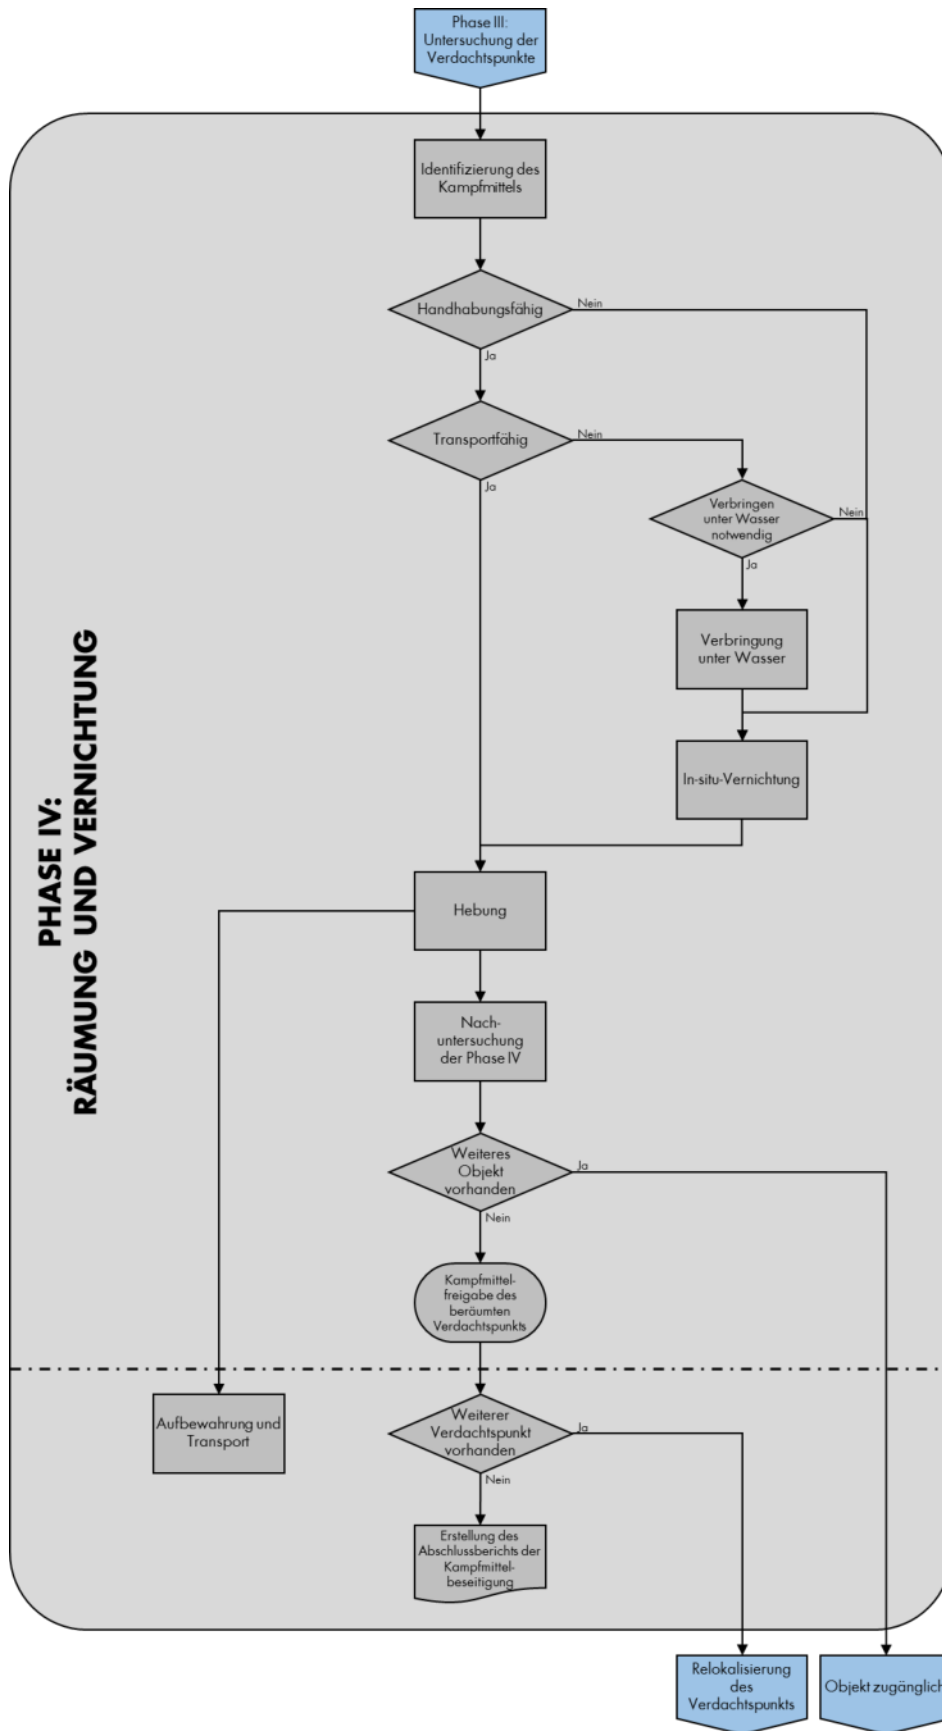 Phase III:
Untersuchung der
Verdachtspunkte
Identifizierung des
Kampfmittels
Handhabungsfähig
Nein
Ja
Transportfähig
Nein
Ja
Verbringen
unter Wasser
notwendig
Nein
Ja
Verbringung
unter Wasser
In-situ-Vernichtung
PHASE IV:
RÄUMUNG UND VERNICHTUNG
Hebung
Nach-
untersuchung
der Phase IV
Weiteres
Objekt
vorhanden
Ja
Nein
Kampfmittel-
freigabe des
beräumten
Verdachtspunkts
Aufbewahrung und
Transport
Weiterer
Verdachtspunkt
vorhanden
Ja
Nein
Erstellung des
Abschlussberichts der
Kampfmittel-
beseitigung
Relokalisierung
des
Verdachtspunkts
Objekt zugänglich